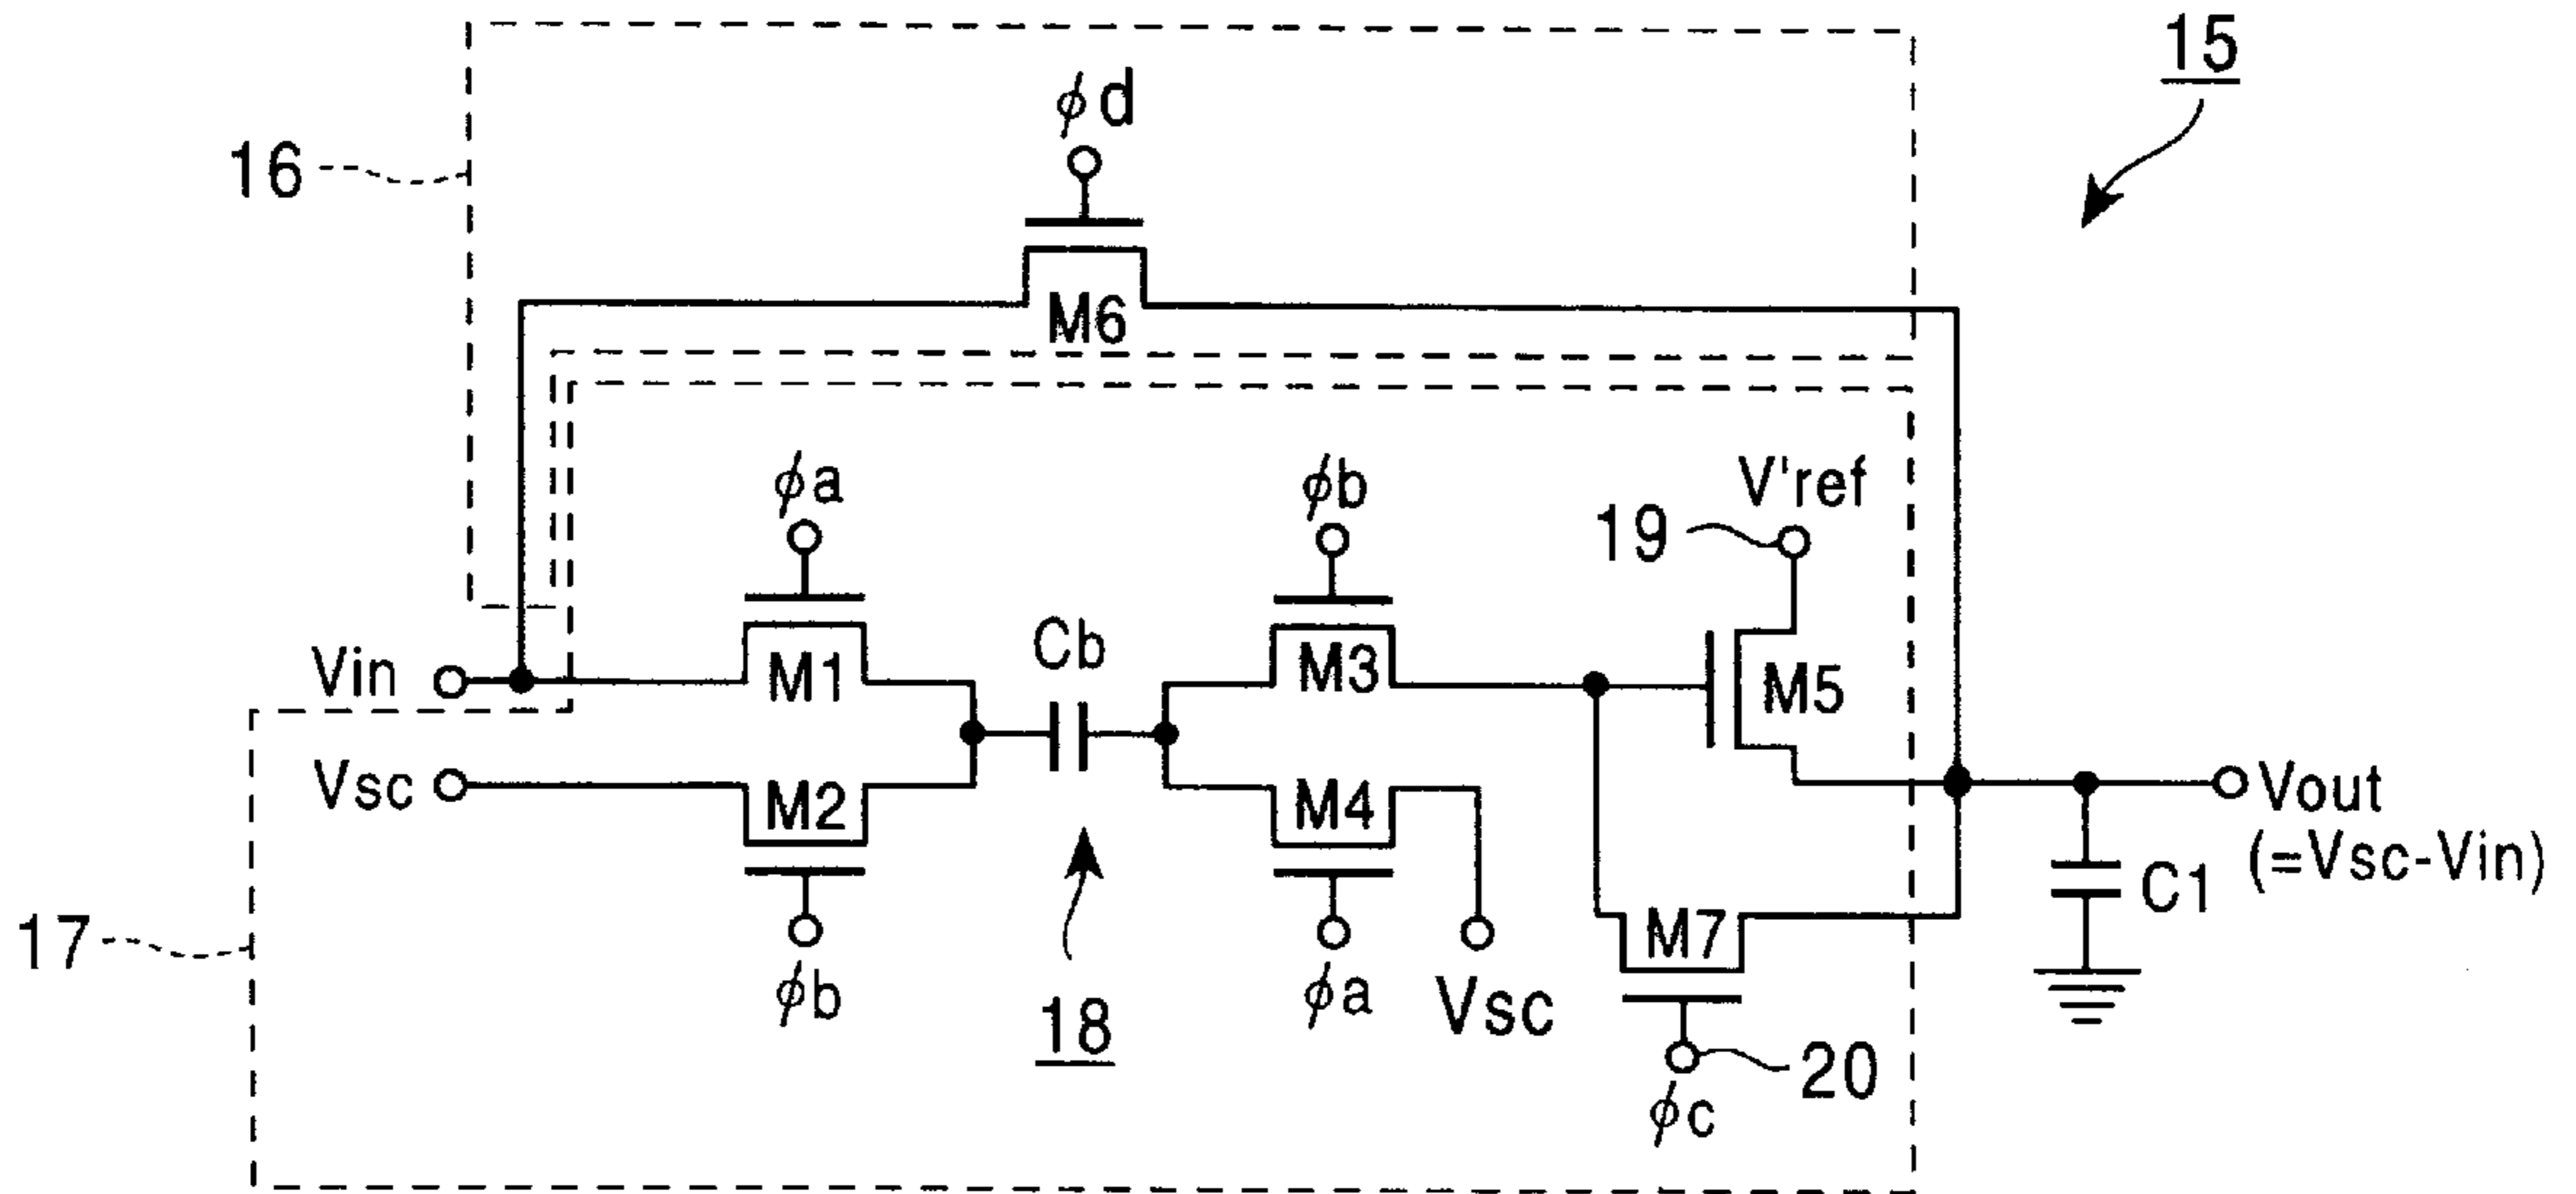 15
ϕd
16
M6
ϕa
ϕb
V'ref
19
Vin
M1
Cb
M3
M5
Vsc
M2
M4
Vout
(=Vsc-Vin)
C1
17
M7
ϕb
18
ϕa
Vsc
20
ϕc